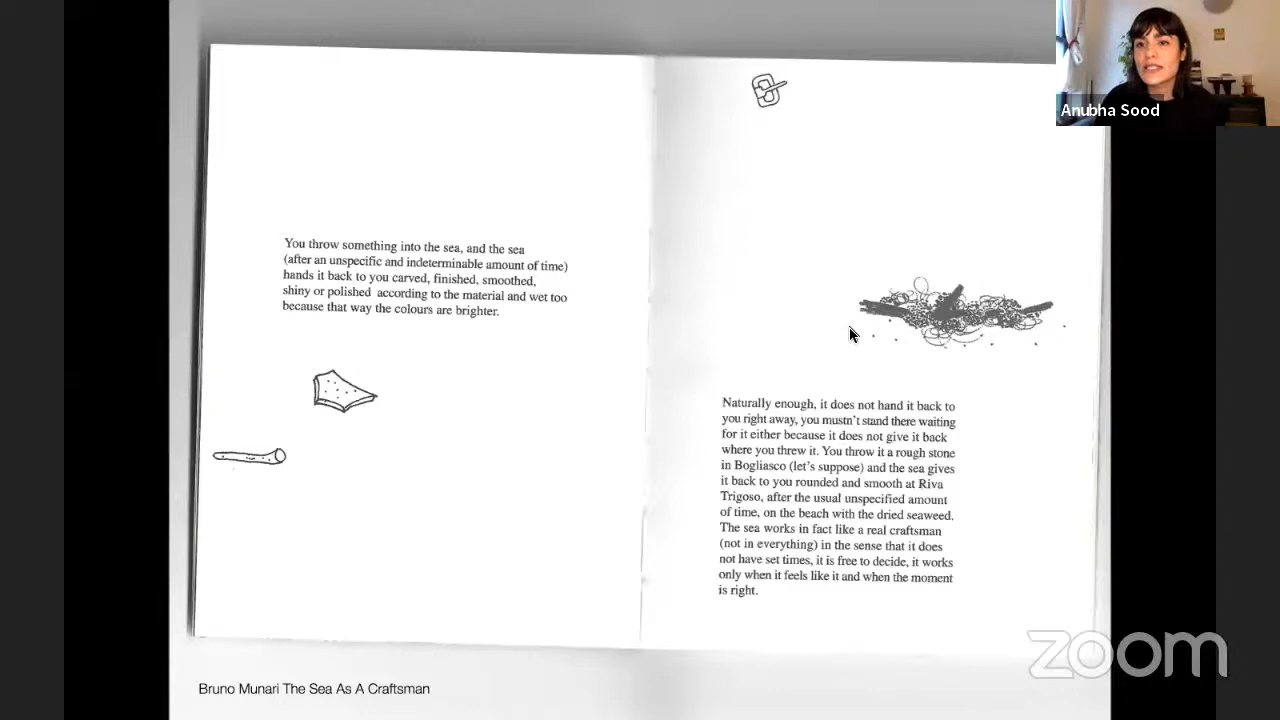 Anubha Sood
You throw something into the sea, and the sea
(after an unspecific and indeterminable amount of time)
hands it back to you carved, finished, smoothed,
shiny or polished according to the material and wet too
because that way the colours are brighter.
Naturally enough, it does not hand it back to
you right away, you mustn't stand there waiting
for it either because it does not give it back
where you threw it. You throw it a rough stone
in Bogliasco (let's suppose) and the sea gives
it back to you rounded and smooth at Riva
Trigoso, after the usual unspecified amount
of time, on the beach with the dried seaweed.
The sea works in fact like a real craftsman
(not in everything) in the sense that it does
not have set times, it is free to decide, it works
only when it feels like it and when the moment
is right.
zoom
Bruno Munari The Sea As A Craftsman